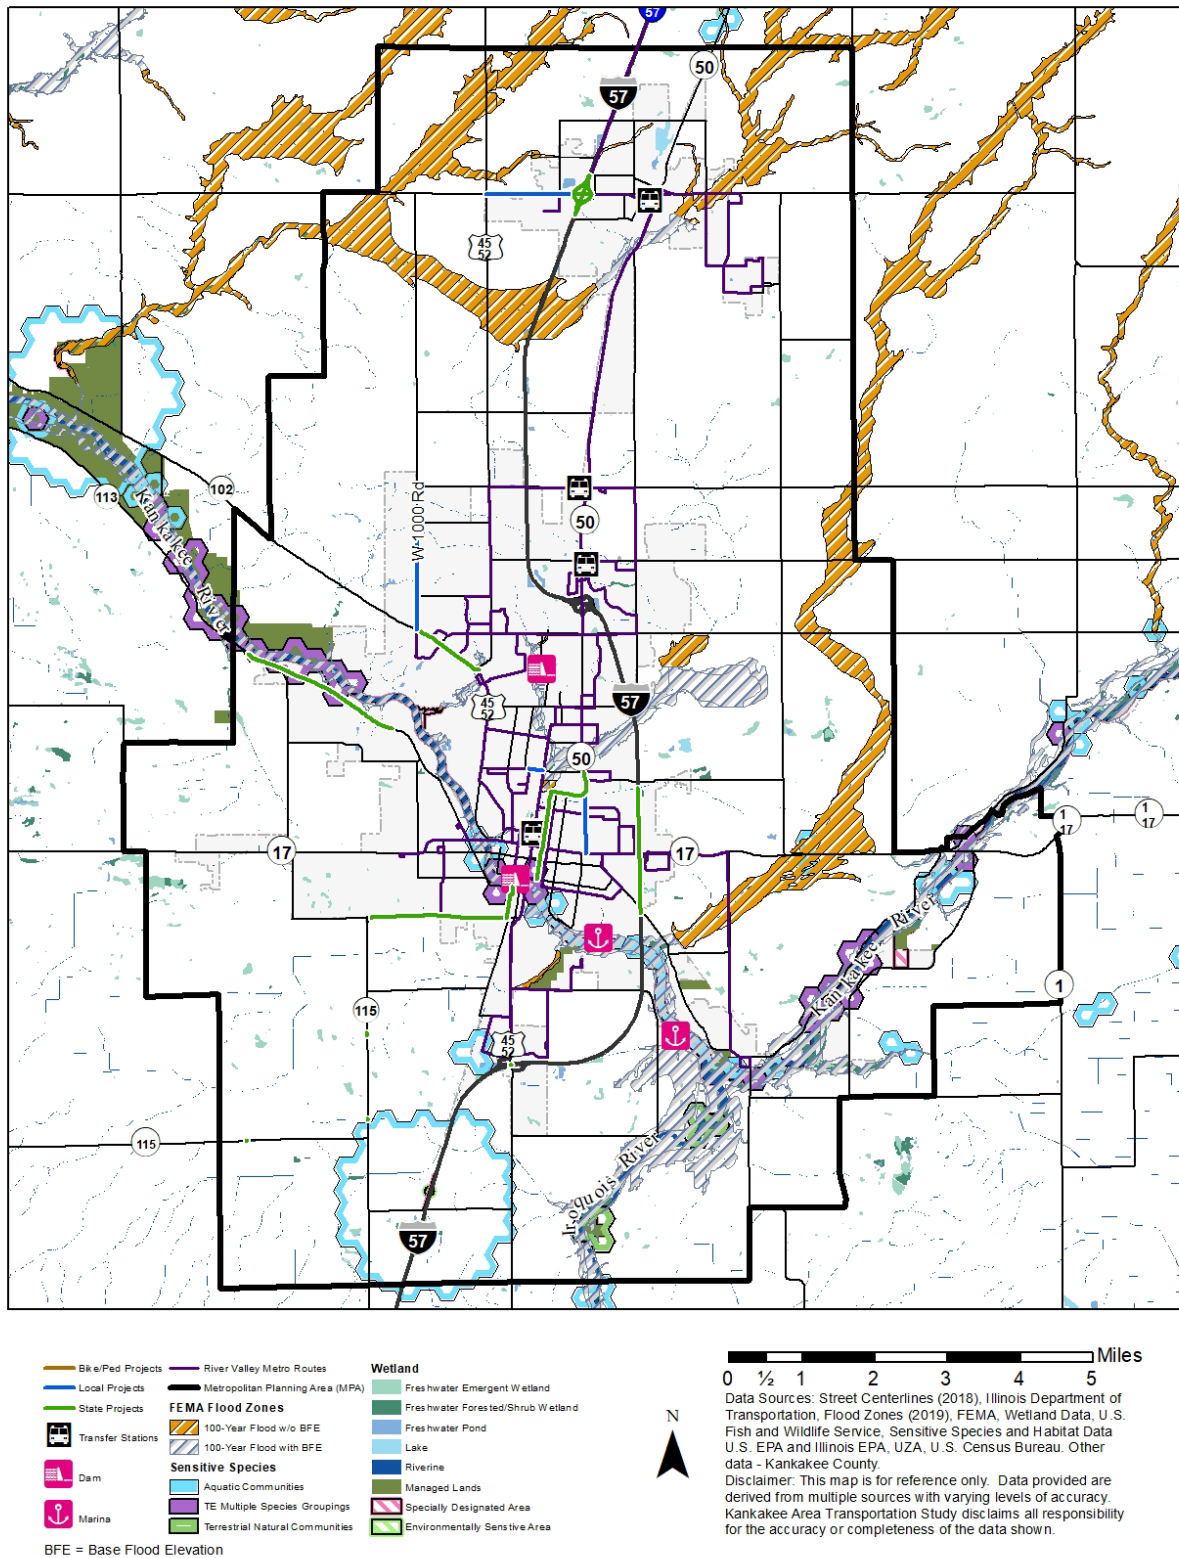 57
50
57
45
52
W 1000 Rd
102
113
50
Kankakee River
45
52
57
50
17
17
1
17
1
17
Kankakee River
1
115
45
52
115
Iroquois River
57
Bike/Ped Projects
Local Projects
State Projects
Transfer Stations
Dam
Marina
BFE = Base Flood Elevation
River Valley Metro Routes
Metropolitan Planning Area (MPA)
FEMA Flood Zones
100-Year Flood w/o BFE
100-Year Flood with BFE
Sensitive Species
Aquatic Communities
TE Multiple Species Groupings
Terrestrial Natural Communities
Wetland
Freshwater Emergent Wetland
Freshwater Forested/Shrub Wetland
Freshwater Pond
Lake
Riverine
Managed Lands
Specially Designated Area
Environmentally Senstive Area
N
Miles
0 ½ 1 2 3 4 5
Data Sources: Street Centerlines (2018), Illinois Department of
Transportation, Flood Zones (2019), FEMA, Wetland Data, U.S.
Fish and Wildlife Service, Sensitive Species and Habitat Data
U.S. EPA and Illinois EPA, UZA, U.S. Census Bureau. Other
data - Kankakee County.
Disclaimer: This map is for reference only. Data provided are
derived from multiple sources with varying levels of accuracy.
Kankakee Area Transportation Study disclaims all responsibility
for the accuracy or completeness of the data shown.